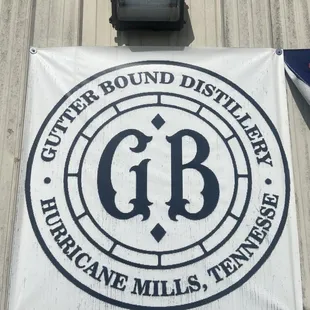 GUTTER BOUND DISTILLERY
GB
HURRICANE MILLS, TENNESSEE